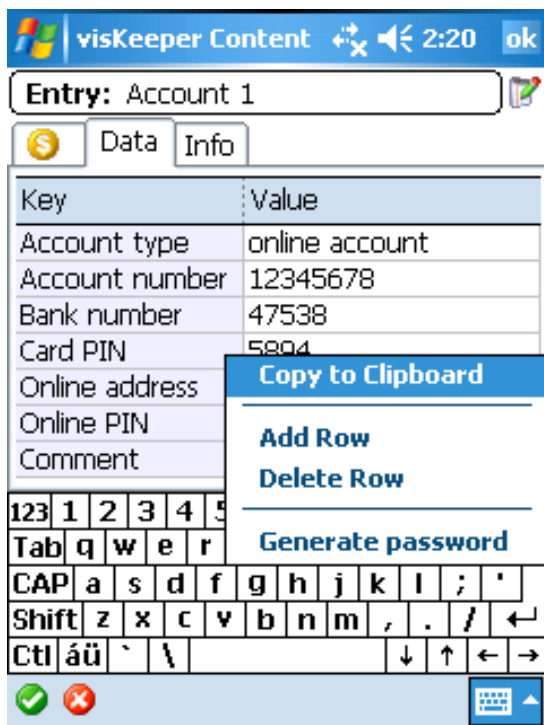 visKeeper Content 2:20 ok
Entry: Account 1
Data Info
Key Value
Account type online account
Account number 12345678
Bank number 47538
Card PIN 5894
Online address
Online PIN
Comment
Copy to Clipboard
Add Row
Delete Row
Generate password
123 1 2 3 4 5
Tab q w e r
CAP a s d f g h j k l ; '
Shift z x c v b n m , . / ↵
Ctl áü ` \ ↓ ↑ ← →